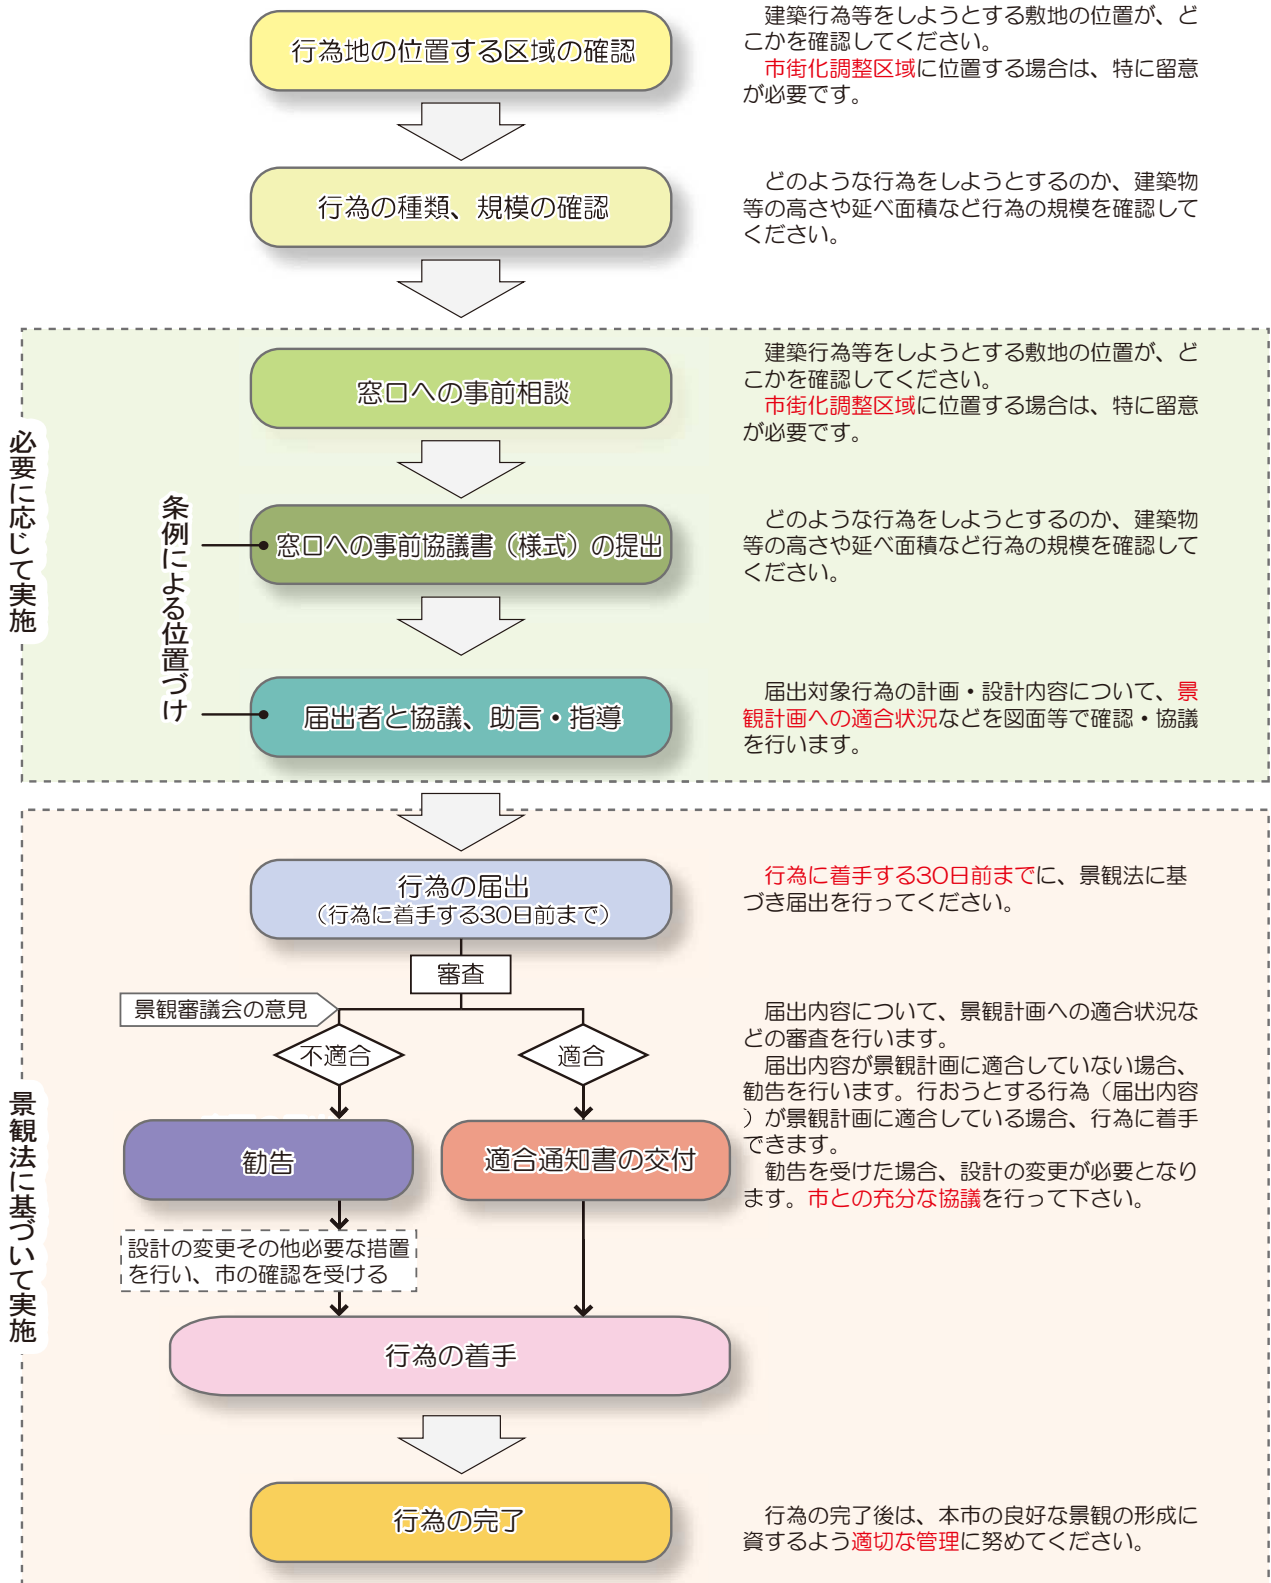 行為地の位置する区域の確認
建築行為等をしようとする敷地の位置が、ど
こかを確認してください。
市街化調整区域に位置する場合は、特に留意
が必要です。
行為の種類、規模の確認
どのような行為をしようとするのか、建築物
等の高さや延べ面積など行為の規模を確認して
ください。
必要に応じて実施
窓口への事前相談
建築行為等をしようとする敷地の位置が、ど
こかを確認してください。
市街化調整区域に位置する場合は、特に留意
が必要です。
条例による位置づけ
窓口への事前協議書（様式）の提出
どのような行為をしようとするのか、建築物
等の高さや延べ面積など行為の規模を確認して
ください。
届出者と協議、助言・指導
届出対象行為の計画・設計内容について、景
観計画への適合状況などを図面等で確認・協議
を行います。
景観法に基づいて実施
行為の届出
（行為に着手する30日前まで）
行為に着手する30日前までに、景観法に基
づき届出を行ってください。
審査
景観審議会の意見
不適合
適合
届出内容について、景観計画への適合状況な
どの審査を行います。
届出内容が景観計画に適合していない場合、
勧告を行います。行おうとする行為（届出内容
）が景観計画に適合している場合、行為に着手
できます。
勧告を受けた場合、設計の変更が必要となり
ます。市との充分な協議を行って下さい。
勧告
適合通知書の交付
設計の変更その他必要な措置
を行い、市の確認を受ける
行為の着手
行為の完了
行為の完了後は、本市の良好な景観の形成に
資するよう適切な管理に努めてください。